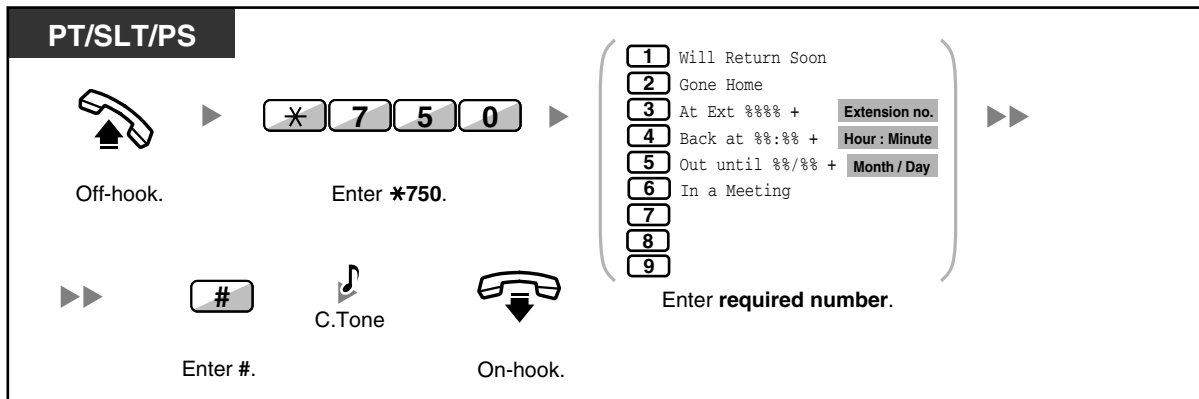 PT/SLT/PS
1 Will Return Soon
2 Gone Home
3 At Ext %%%% + Extension no.
4 Back at %%:%% + Hour : Minute
5 Out until %%/%% + Month / Day
6 In a Meeting
7
8
9
✳ 7 5 0
Off-hook.
Enter ✳750.
Enter required number.
#
C.Tone
Enter #.
On-hook.